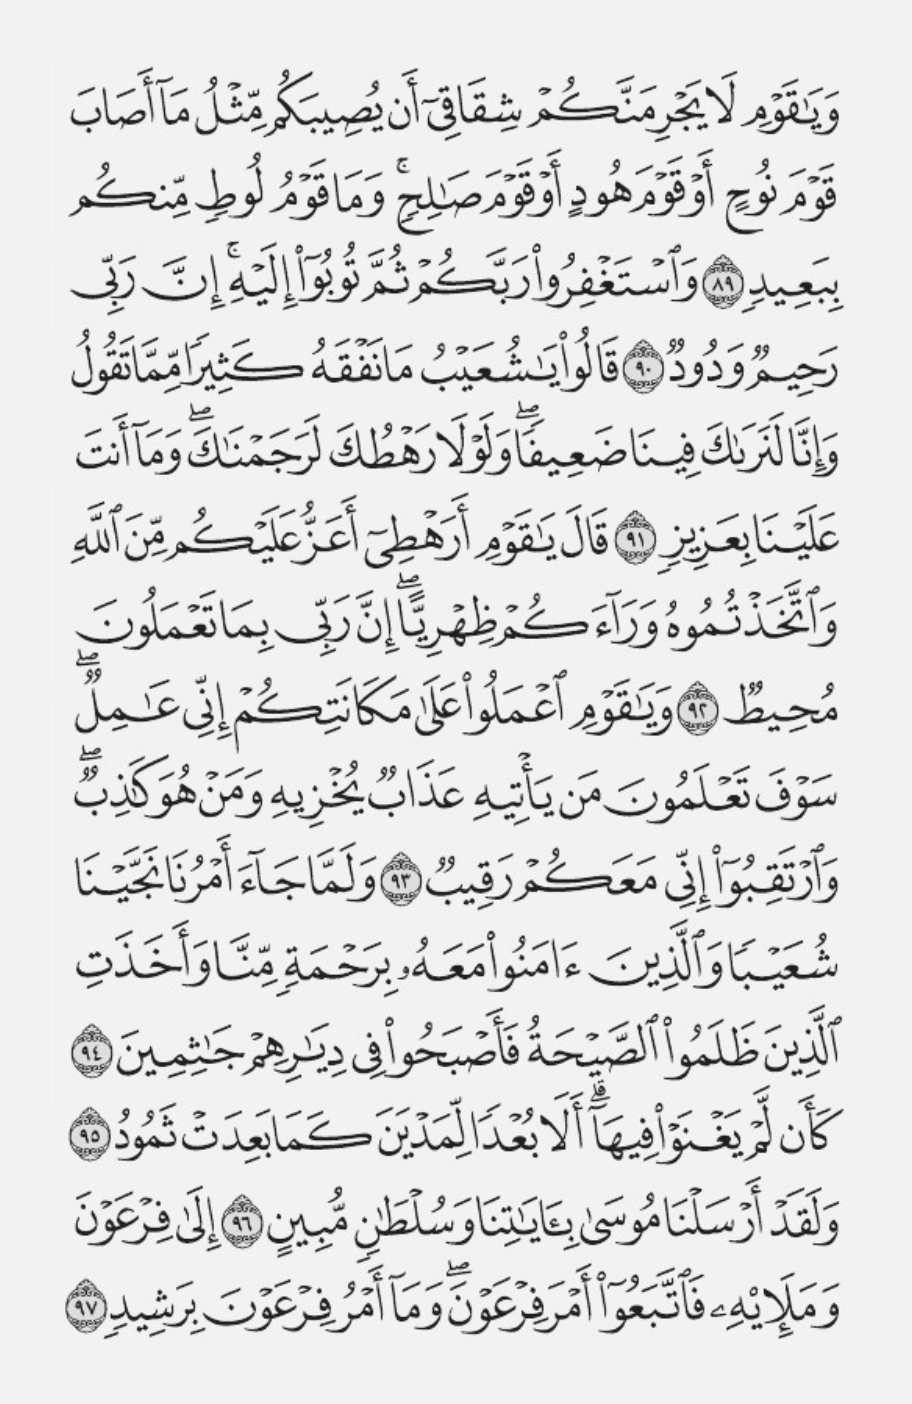 وَيَٰقَوْمِ لَا يَجْرِمَنَّكُمْ شِقَاقِىٓ أَن يُصِيبَكُم مِّثْلُ مَآ أَصَابَ
قَوْمَ نُوحٍ أَوْ قَوْمَ هُودٍ أَوْ قَوْمَ صَٰلِحٍ ۚ وَمَا قَوْمُ لُوطٍ مِّنكُم
بِبَعِيدٍ ٨٩ وَٱسْتَغْفِرُوا۟ رَبَّكُمْ ثُمَّ تُوبُوٓا۟ إِلَيْهِ ۚ إِنَّ رَبِّى
رَحِيمٌ وَدُودٌ ٩٠ قَالُوا۟ يَٰشُعَيْبُ مَا نَفْقَهُ كَثِيرًا مِّمَّا تَقُولُ
وَإِنَّا لَنَرَىٰكَ فِينَا ضَعِيفًا ۖ وَلَوْلَا رَهْطُكَ لَرَجَمْنَٰكَ ۖ وَمَآ أَنتَ
عَلَيْنَا بِعَزِيزٍ ٩١ قَالَ يَٰقَوْمِ أَرَهْطِىٓ أَعَزُّ عَلَيْكُم مِّنَ ٱللَّهِ
وَٱتَّخَذْتُمُوهُ وَرَآءَكُمْ ظِهْرِيًّا ۖ إِنَّ رَبِّى بِمَا تَعْمَلُونَ
مُحِيطٌ ٩٢ وَيَٰقَوْمِ ٱعْمَلُوا۟ عَلَىٰ مَكَانَتِكُمْ إِنِّى عَٰمِلٌ ۖ
سَوْفَ تَعْلَمُونَ مَن يَأْتِيهِ عَذَابٌ يُخْزِيهِ وَمَنْ هُوَ كَٰذِبٌ ۖ
وَٱرْتَقِبُوٓا۟ إِنِّى مَعَكُمْ رَقِيبٌ ٩٣ وَلَمَّا جَآءَ أَمْرُنَا نَجَّيْنَا
شُعَيْبًا وَٱلَّذِينَ ءَامَنُوا۟ مَعَهُۥ بِرَحْمَةٍ مِّنَّا وَأَخَذَتِ
ٱلَّذِينَ ظَلَمُوا۟ ٱلصَّيْحَةُ فَأَصْبَحُوا۟ فِى دِيَٰرِهِمْ جَٰثِمِينَ ٩٤
كَأَن لَّمْ يَغْنَوْا۟ فِيهَآ ۗ أَلَا بُعْدًا لِّمَدْيَنَ كَمَا بَعِدَتْ ثَمُودُ ٩٥
وَلَقَدْ أَرْسَلْنَا مُوسَىٰ بِـَٔايَٰتِنَا وَسُلْطَٰنٍ مُّبِينٍ ٩٦ إِلَىٰ فِرْعَوْنَ
وَمَلَإِي۟هِۦ فَٱتَّبَعُوٓا۟ أَمْرَ فِرْعَوْنَ ۖ وَمَآ أَمْرُ فِرْعَوْنَ بِرَشِيدٍ ٩٧